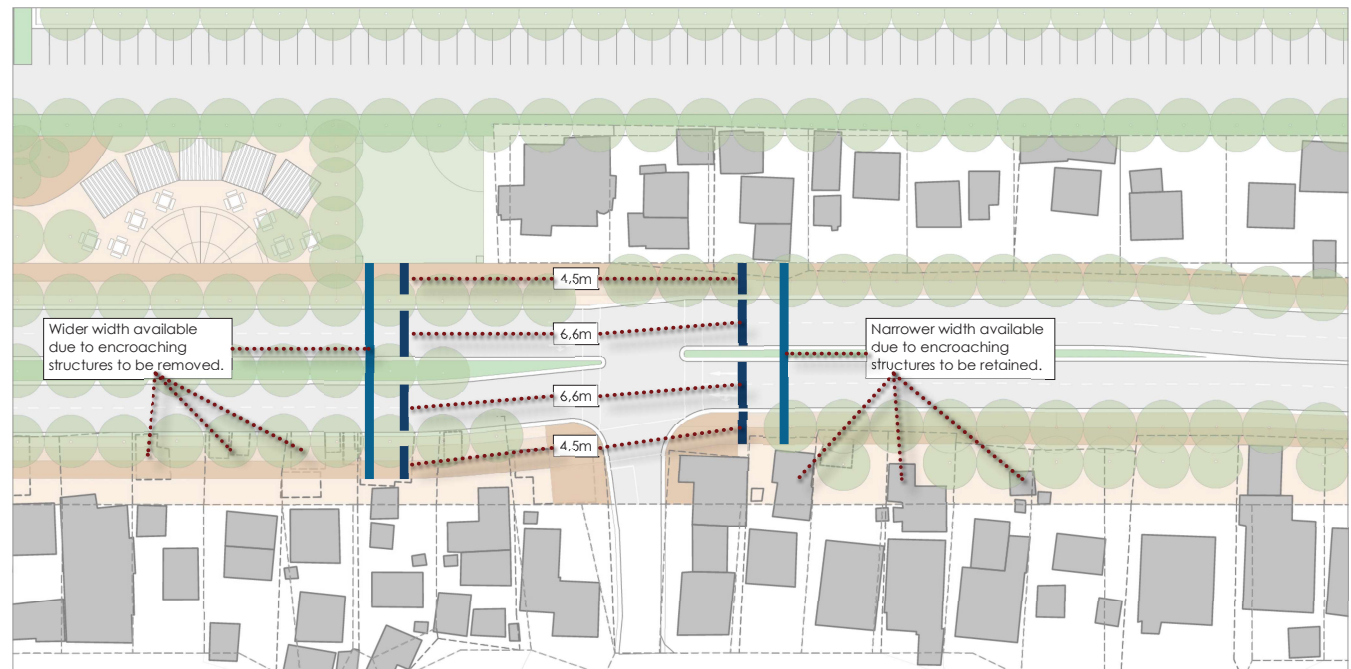 4,5m
6,6m
Wider width available
due to encroaching
structures to be removed.
Narrower width available
due to encroaching
structures to be retained.
6,6m
4,5m